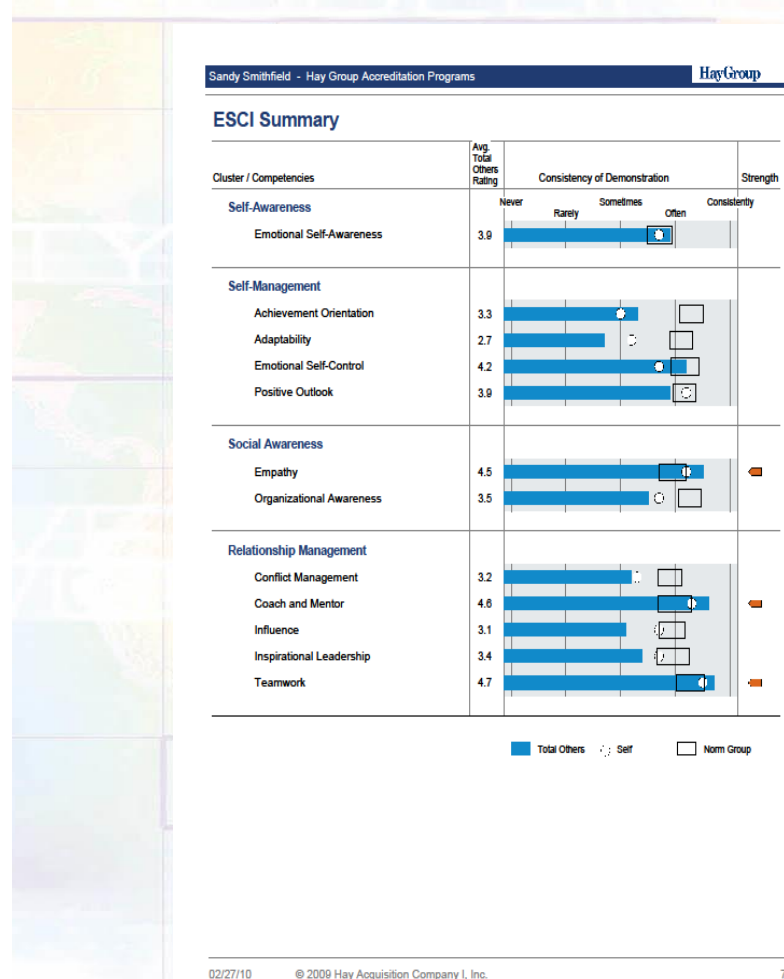 Sandy Smithfield - Hay Group Accreditation Programs
HayGroup
ESCI Summary
Cluster / Competencies
Avg.
Total
Others
Rating
Consistency of Demonstration
Strength
Never
Rarely
Sometimes
Often
Consistently
Self-Awareness
Emotional Self-Awareness 3.9
Self-Management
Achievement Orientation 3.3
Adaptability 2.7
Emotional Self-Control 4.2
Positive Outlook 3.9
Social Awareness
Empathy 4.5
Organizational Awareness 3.5
Relationship Management
Conflict Management 3.2
Coach and Mentor 4.6
Influence 3.1
Inspirational Leadership 3.4
Teamwork 4.7
Total Others Self Norm Group
02/27/10 © 2009 Hay Acquisition Company I, Inc.